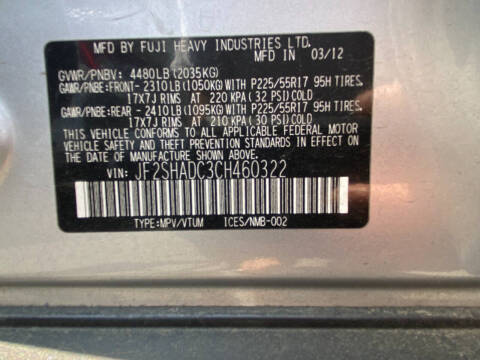 MFD BY FUJI HEAVY INDUSTRIES LTD.
MFD IN 03/12
GVWR/PNBV: 4480LB(2035KG)
GAWR/PNBE:FRONT- 2310LB(1050KG)WITH P225/55R17 95H TIRES,
17X7J RIMS AT 220 KPA(32 PSI)COLD
GAWR/PNBE:REAR - 2410LB(1095KG)WITH P225/55R17 95H TIRES,
17X7J RIMS AT 210 KPA(30 PSI)COLD
THIS VEHICLE CONFORMS TO ALL APPLICABLE FEDERAL MOTOR
VEHICLE SAFETY AND THEFT PREVENTION STANDARDS IN EFFECT
ON THE DATE OF MANUFACTURE SHOWN ABOVE.
VIN: JF2SHADC3CH460322
TYPE:MPV/VTUM ICES/NMB-002